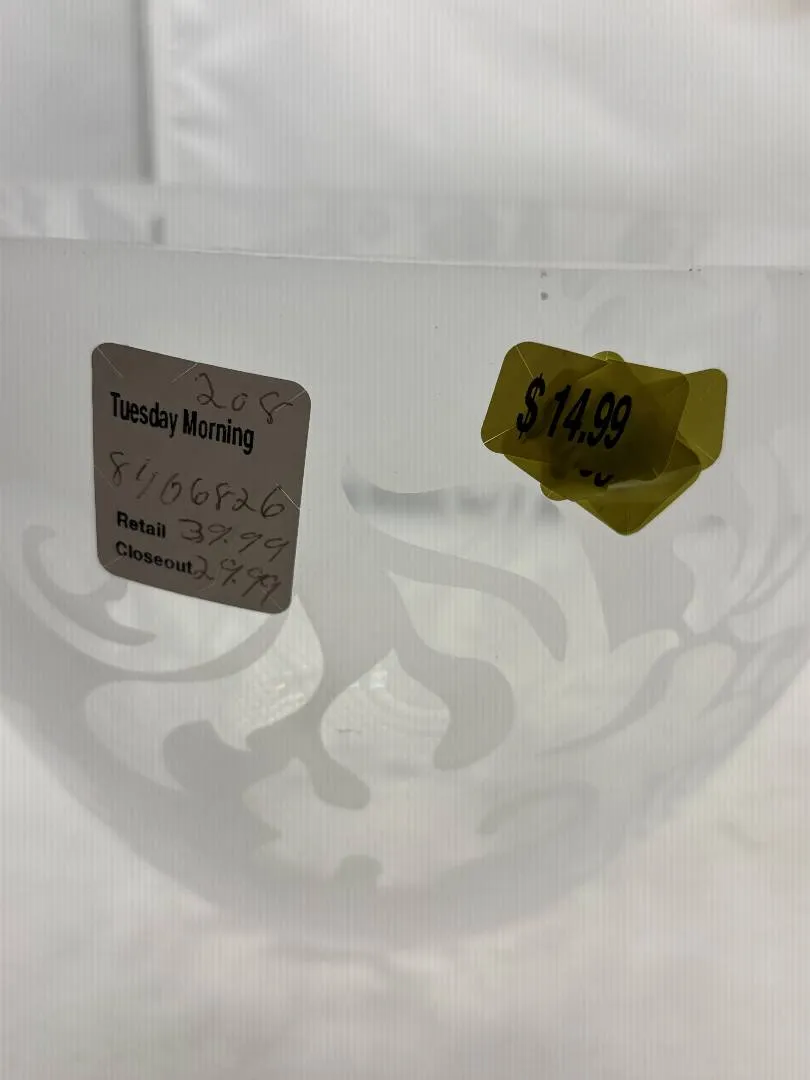 208
Tuesday Morning
8406826
Retail 39.99
Closeout 29.99
$ 14.99